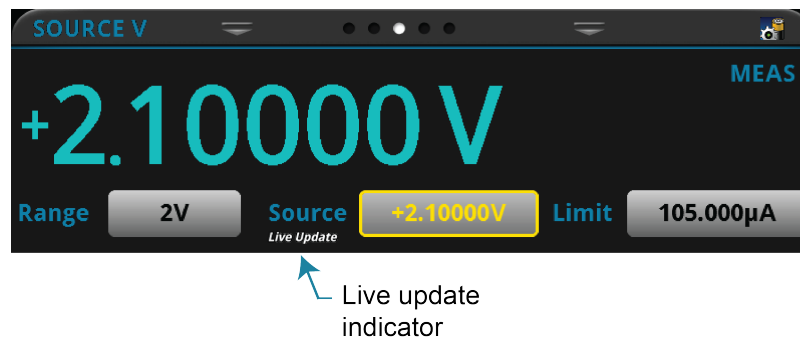 SOURCE V
MEAS
+2.10000 V
Range 2V Source +2.10000V Limit 105.000µA
Live Update
Live update
indicator